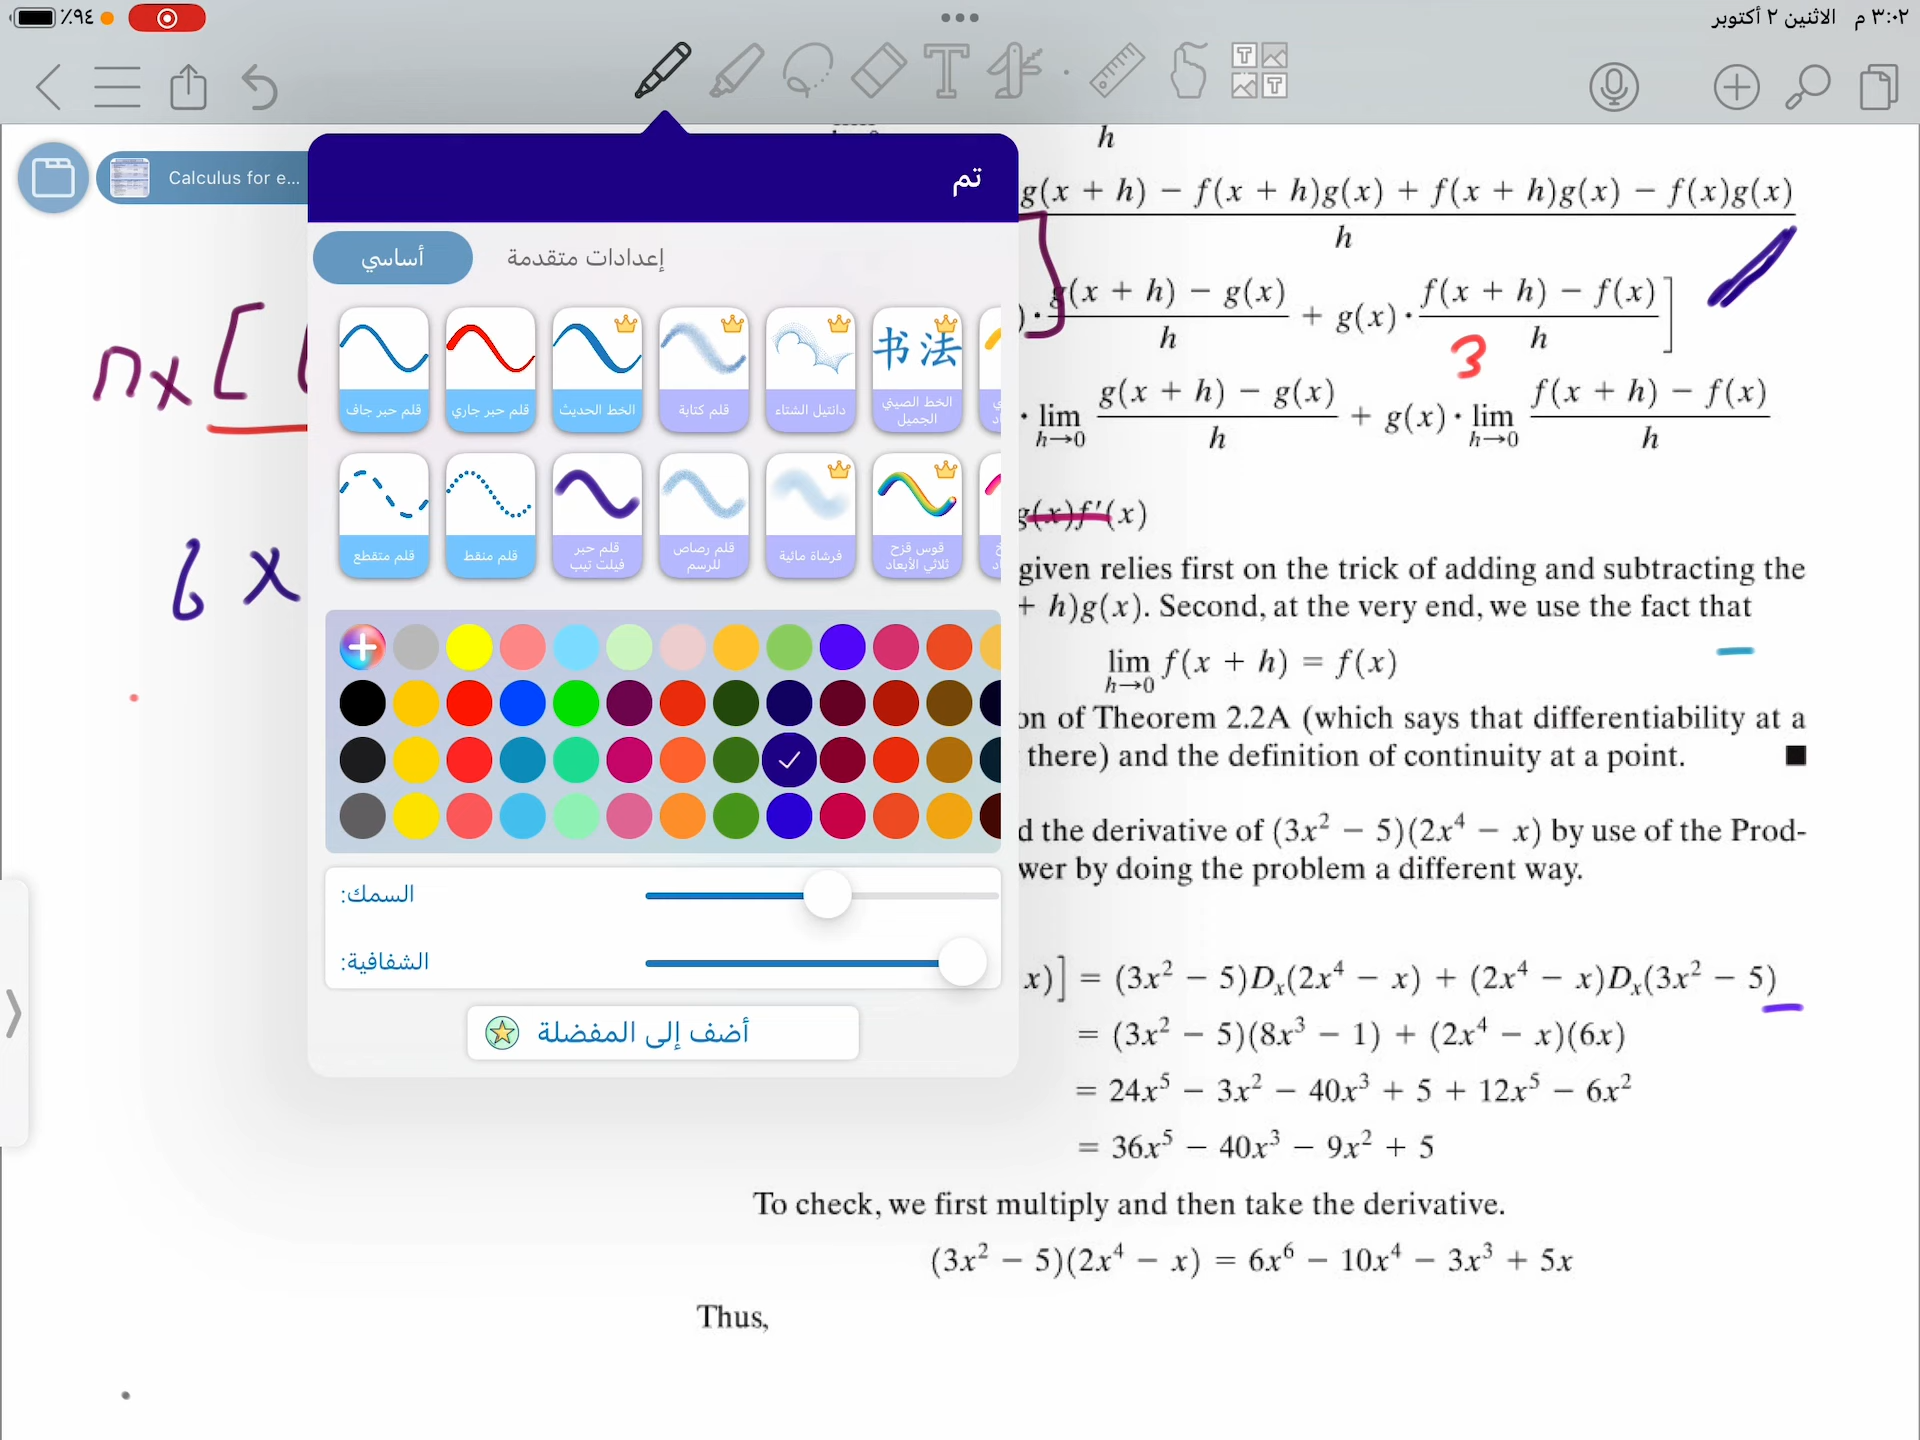 ٪٩٤
٣:٠٢ م الاثنين ٢ أكتوبر
Calculus for e...
تم
أساسي
إعدادات متقدمة
قلم حبر جاف
قلم حبر جاري
الخط الحديث
قلم كتابة
دانتيل الشتاء
الخط الصيني الجميل
书法
قلم متقطع
قلم منقط
قلم حبر فيلت تيب
قلم رصاص للرسم
فرشاة مائية
قوس قزح ثلاثي الأبعاد
السمك:
الشفافية:
أضف إلى المفضلة
nx [
6 x
h
g(x + h) − f(x + h)g(x) + f(x + h)g(x) − f(x)g(x)
h
) · g(x + h) − g(x) / h + g(x) · f(x + h) − f(x) / h ]
3
· lim h→0 g(x + h) − g(x) / h + g(x) · lim h→0 f(x + h) − f(x) / h
g(x)f′(x)
given relies first on the trick of adding and subtracting the
+ h)g(x). Second, at the very end, we use the fact that
lim h→0 f(x + h) = f(x)
on of Theorem 2.2A (which says that differentiability at a
there) and the definition of continuity at a point. ■
d the derivative of (3x² − 5)(2x⁴ − x) by use of the Prod-
wer by doing the problem a different way.
x)] = (3x² − 5)Dₓ(2x⁴ − x) + (2x⁴ − x)Dₓ(3x² − 5)
= (3x² − 5)(8x³ − 1) + (2x⁴ − x)(6x)
= 24x⁵ − 3x² − 40x³ + 5 + 12x⁵ − 6x²
= 36x⁵ − 40x³ − 9x² + 5
To check, we first multiply and then take the derivative.
(3x² − 5)(2x⁴ − x) = 6x⁶ − 10x⁴ − 3x³ + 5x
Thus,